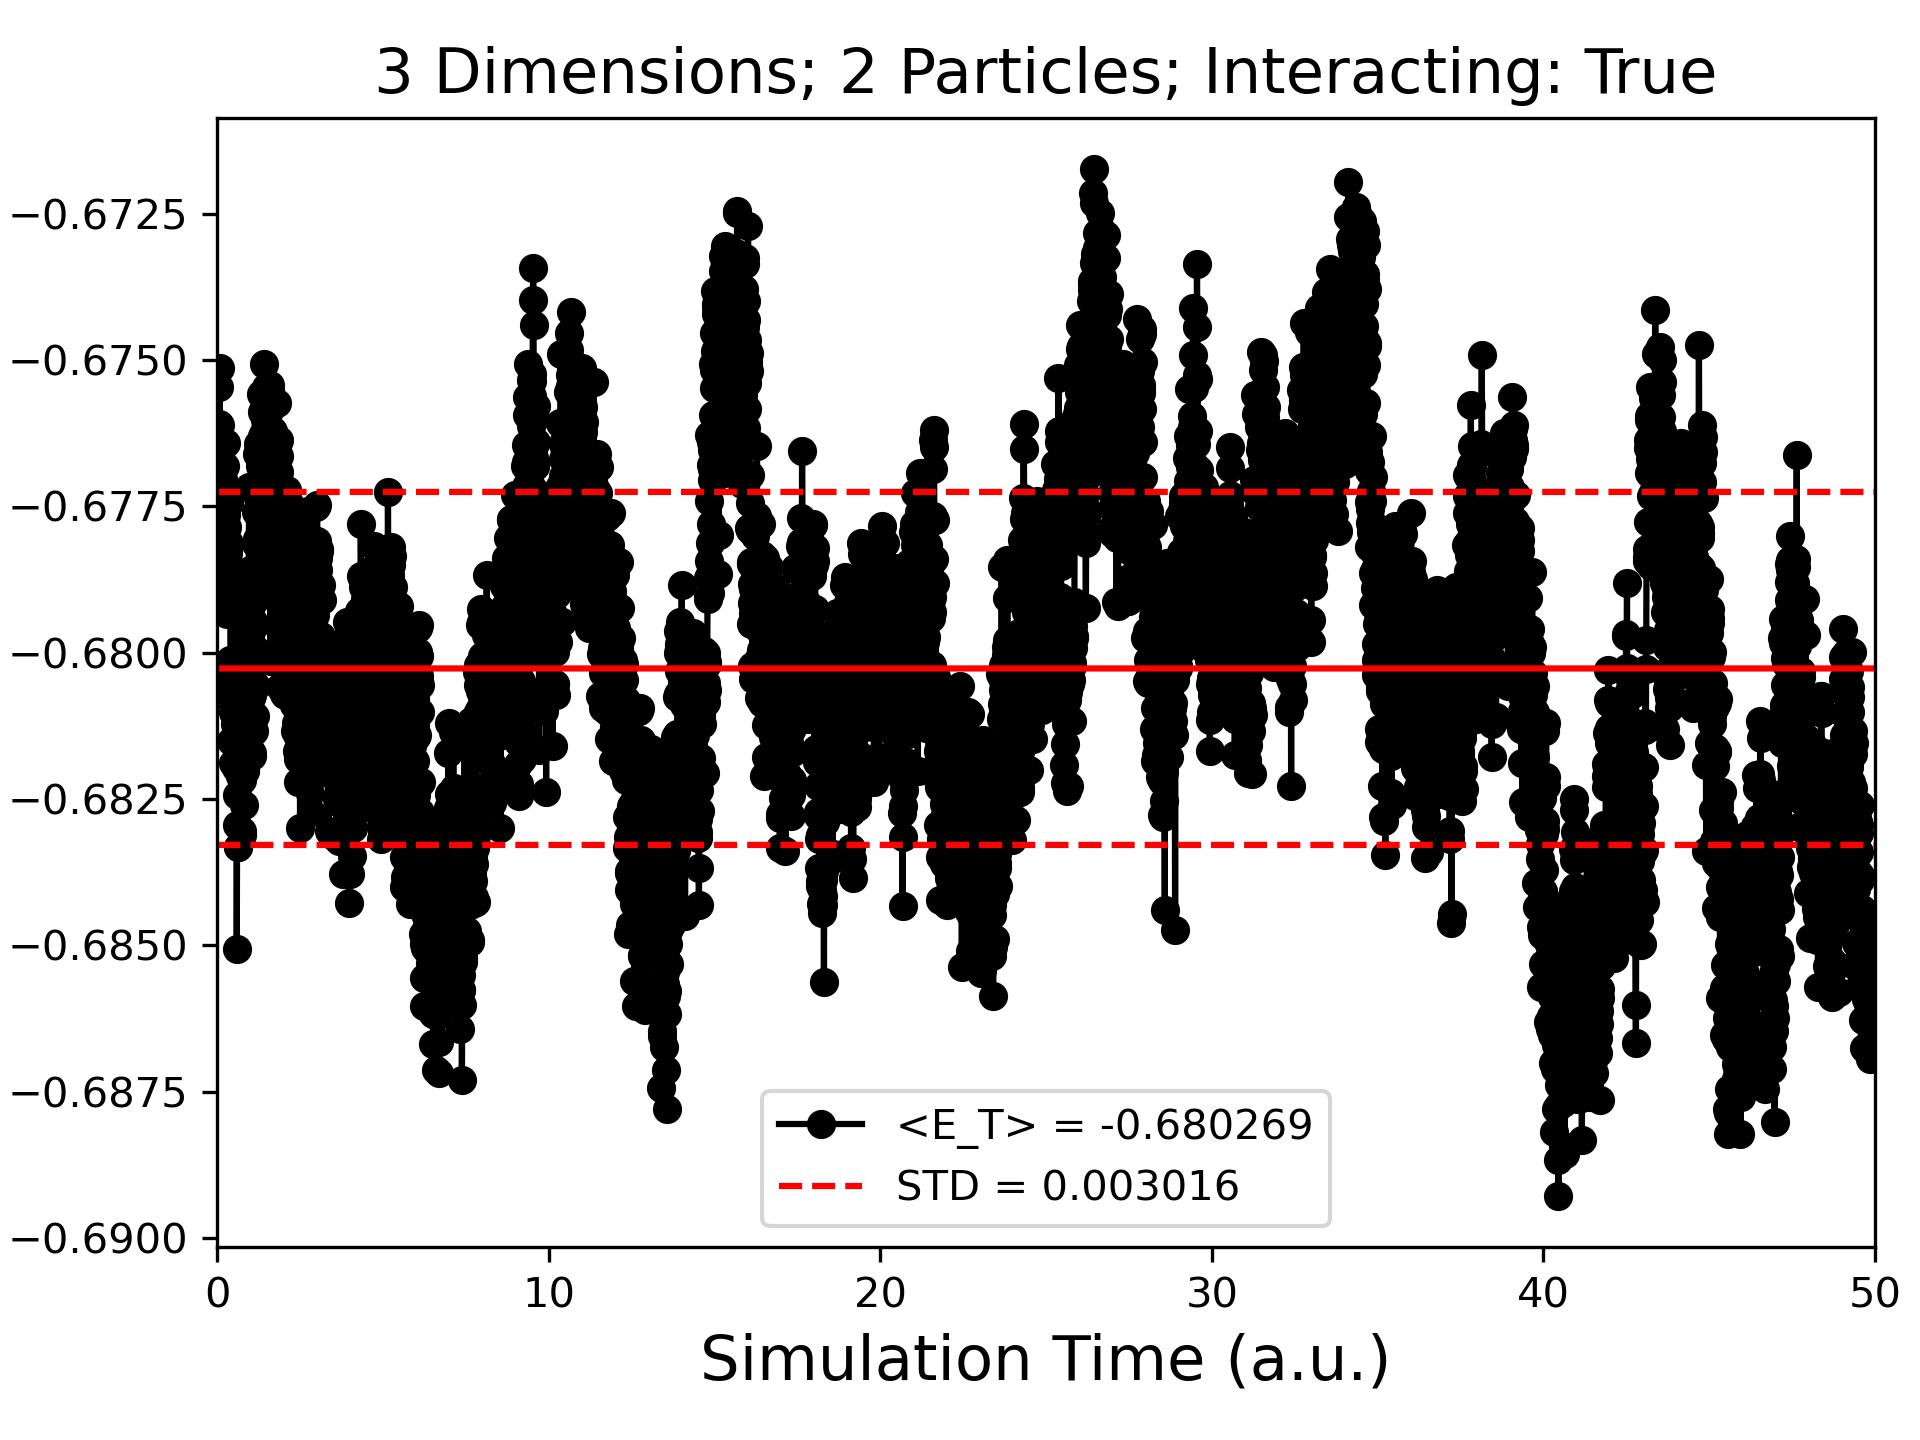 3 Dimensions; 2 Particles; Interacting: True
−0.6725
−0.6750
−0.6775
−0.6800
−0.6825
−0.6850
−0.6875
−0.6900
<E_T> = -0.680269
STD = 0.003016
0 10 20 30 40 50
Simulation Time (a.u.)